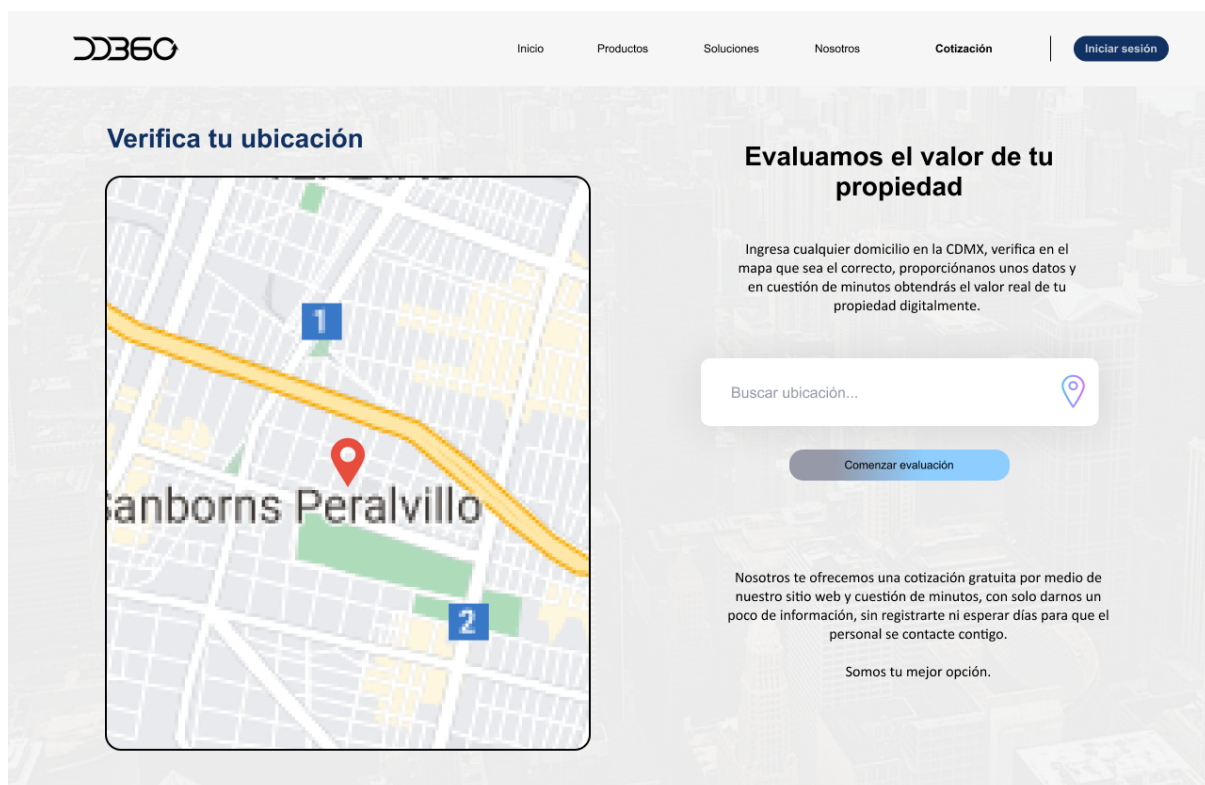 DD360
Inicio
Productos
Soluciones
Nosotros
Cotización
Iniciar sesión
Verifica tu ubicación
1
Sanborns Peralvillo
2
Evaluamos el valor de tu
propiedad
Ingresa cualquier domicilio en la CDMX, verifica en el
mapa que sea el correcto, proporciónanos unos datos y
en cuestión de minutos obtendrás el valor real de tu
propiedad digitalmente.
Buscar ubicación...
Comenzar evaluación
Nosotros te ofrecemos una cotización gratuita por medio de
nuestro sitio web y cuestión de minutos, con solo darnos un
poco de información, sin registrarte ni esperar días para que el
personal se contacte contigo.
Somos tu mejor opción.